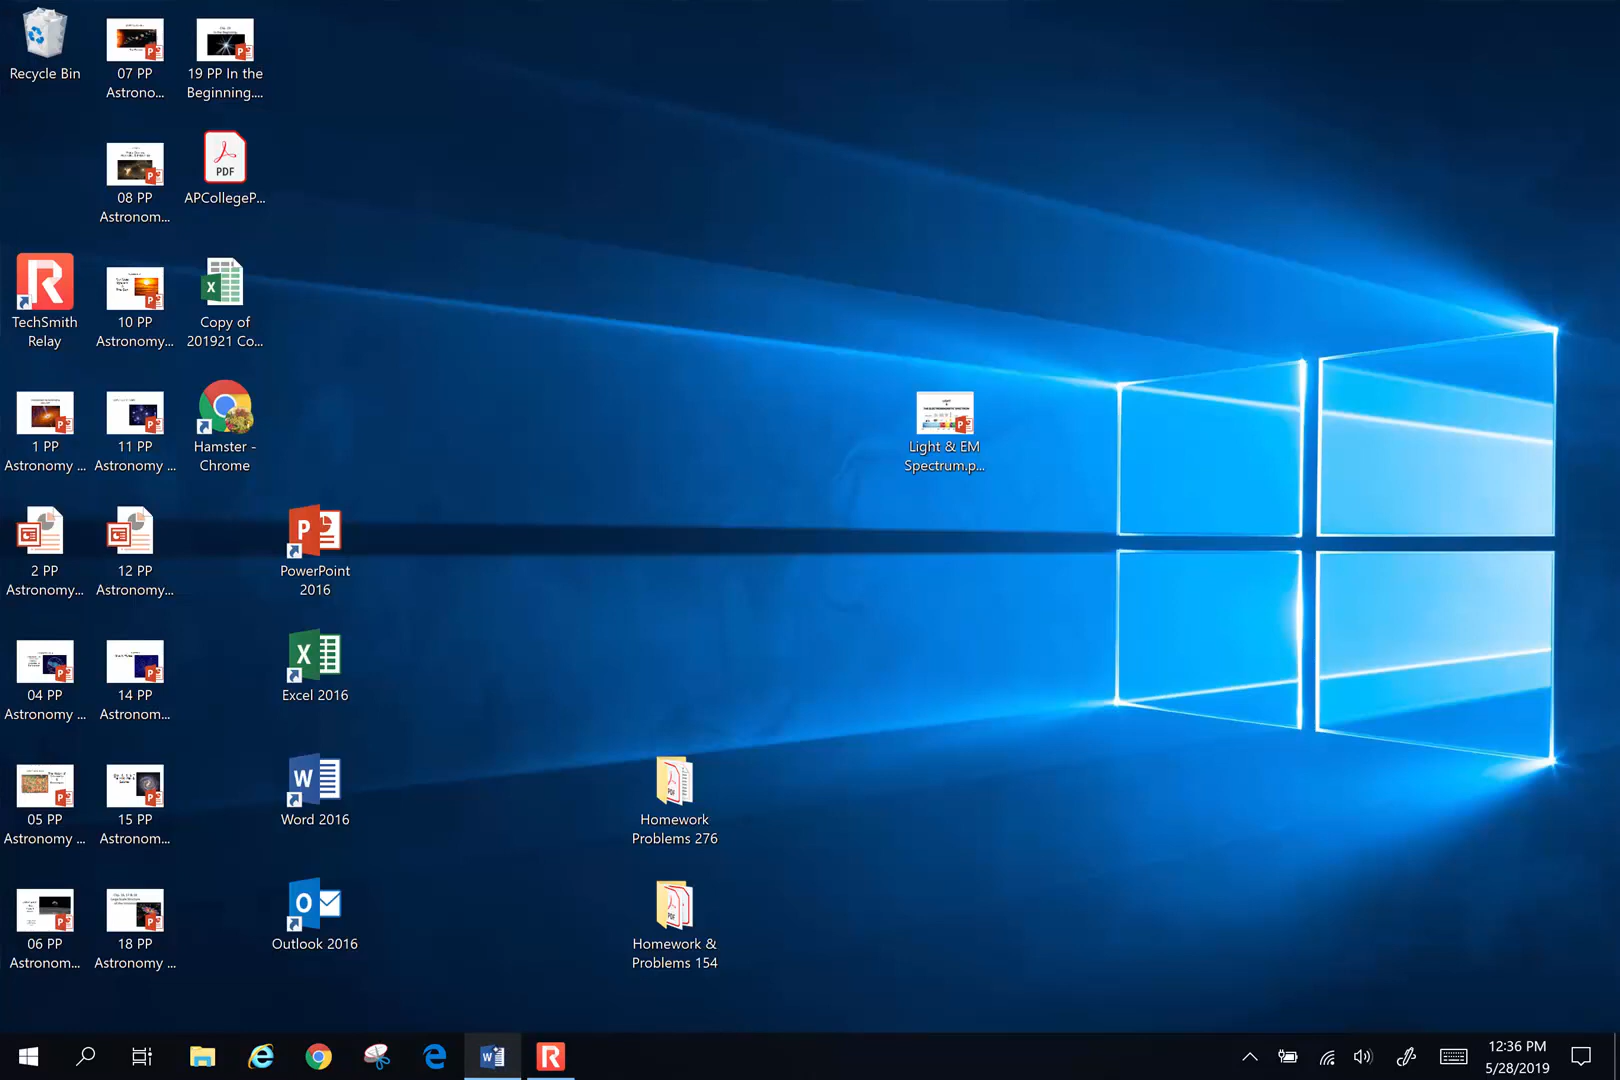 Recycle Bin
07 PP
Astrono...
19 PP In the
Beginning....
08 PP
Astronom...
PDF
APCollegeP...
TechSmith
Relay
10 PP
Astronomy...
Copy of
201921 Co...
1 PP
Astronomy ...
11 PP
Astronomy ...
Hamster -
Chrome
Light & EM
Spectrum.p...
2 PP
Astronomy...
12 PP
Astronomy...
PowerPoint
2016
04 PP
Astronomy ...
14 PP
Astronom...
Excel 2016
05 PP
Astronomy ...
15 PP
Astronom...
Word 2016
Homework
Problems 276
06 PP
Astronom...
18 PP
Astronomy ...
Outlook 2016
Homework &
Problems 154
12:36 PM
5/28/2019